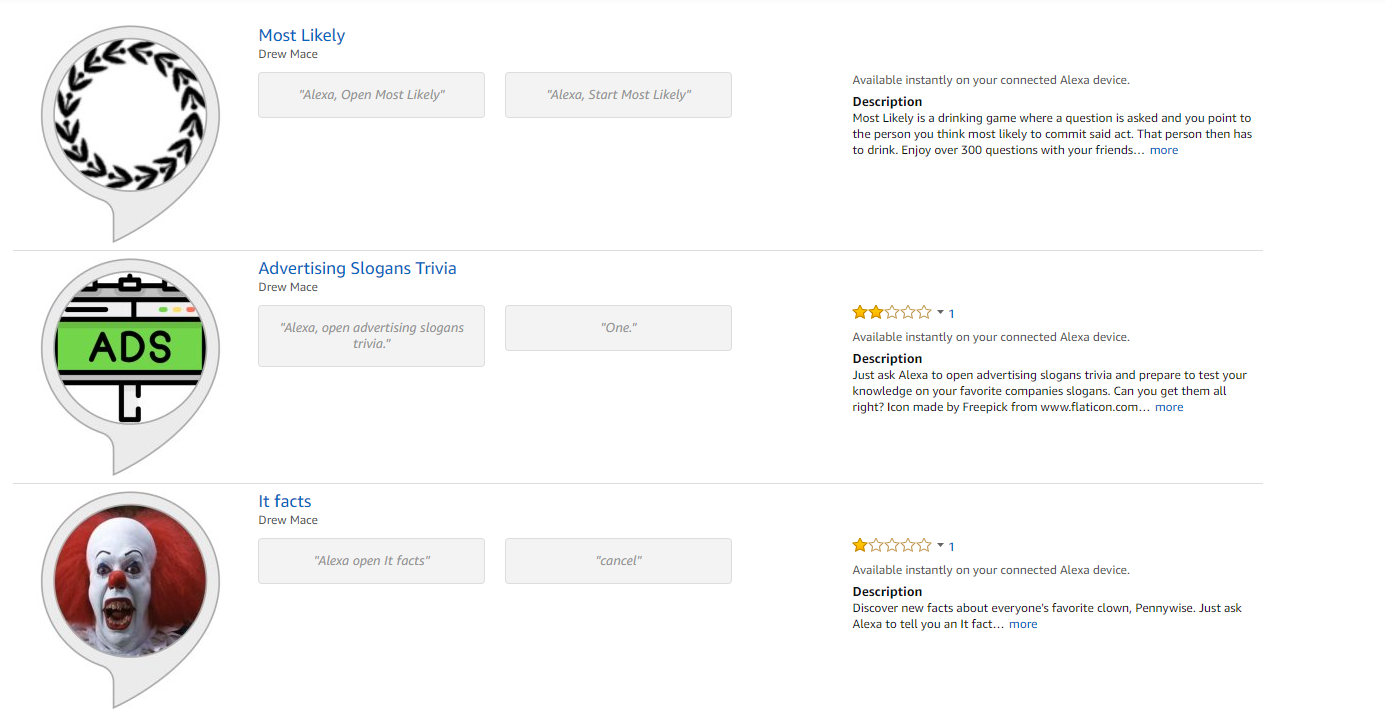 Most Likely
Drew Mace
"Alexa, Open Most Likely"
"Alexa, Start Most Likely"
Available instantly on your connected Alexa device.
Description
Most Likely is a drinking game where a question is asked and you point to
the person you think most likely to commit said act. That person then has
to drink. Enjoy over 300 questions with your friends… more
ADS
Advertising Slogans Trivia
Drew Mace
"Alexa, open advertising slogans
trivia."
"One."
1
Available instantly on your connected Alexa device.
Description
Just ask Alexa to open advertising slogans trivia and prepare to test your
knowledge on your favorite companies slogans. Can you get them all
right? Icon made by Freepick from www.flaticon.com… more
It facts
Drew Mace
"Alexa open It facts"
"cancel"
1
Available instantly on your connected Alexa device.
Description
Discover new facts about everyone's favorite clown, Pennywise. Just ask
Alexa to tell you an It fact… more